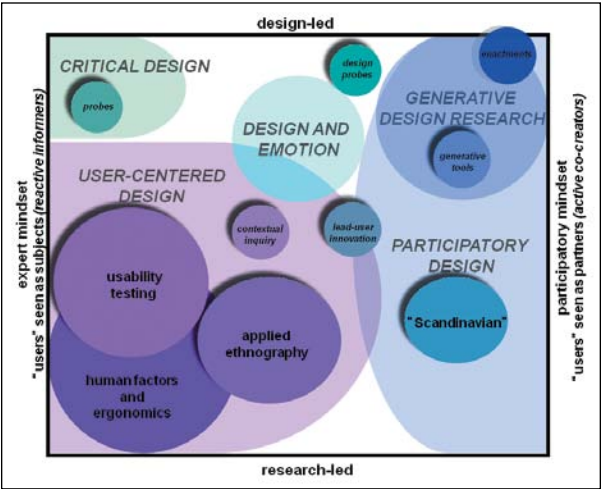 design-led
CRITICAL DESIGN
probes
design
probes
enactments
GENERATIVE
DESIGN RESEARCH
generative
tools
DESIGN AND
EMOTION
USER-CENTERED
DESIGN
contextual
inquiry
lead-user
innovation
PARTICIPATORY
DESIGN
usability
testing
applied
ethnography
"Scandinavian"
human factors
and
ergonomics
expert mindset
"users" seen as subjects (reactive informers)
participatory mindset
"users" seen as partners (active co-creators)
research-led